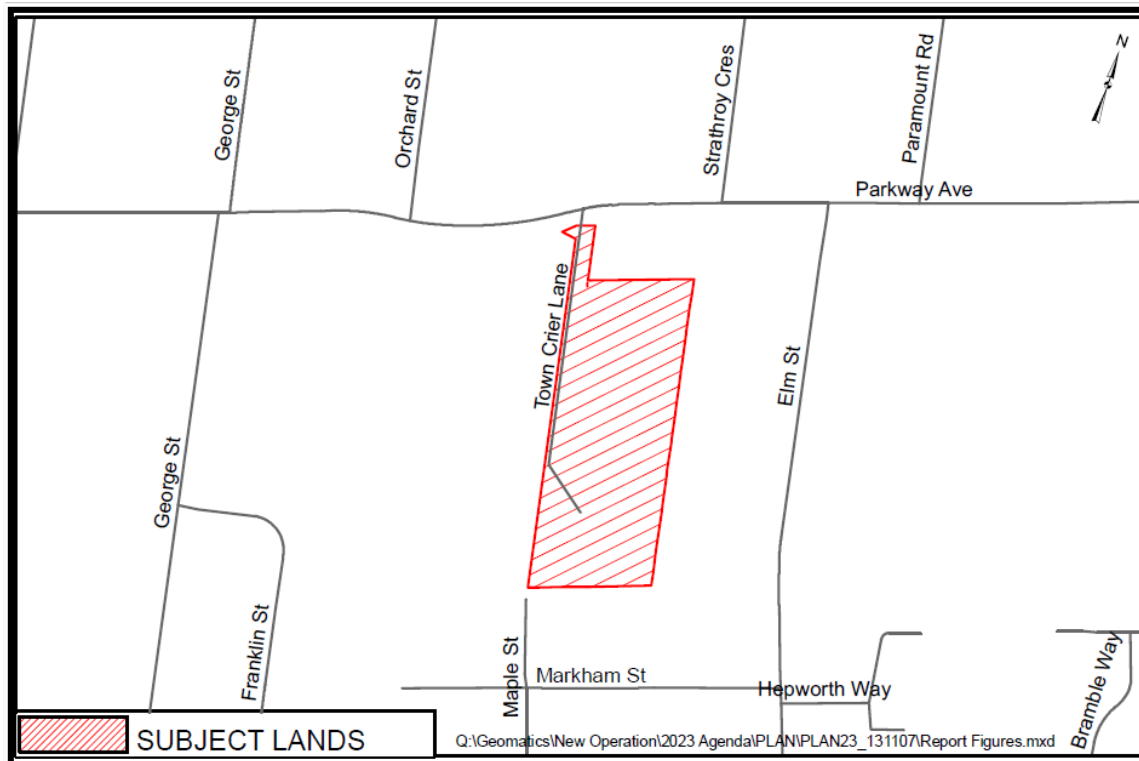 George St
Orchard St
Strathroy Cres
Paramount Rd
N
Parkway Ave
Town Crier Lane
Elm St
George St
Franklin St
Maple St
Markham St
Hepworth Way
Bramble Way
SUBJECT LANDS
Q:\Geomatics\New Operation\2023 Agenda\PLAN\PLAN23_131107\Report Figures.mxd